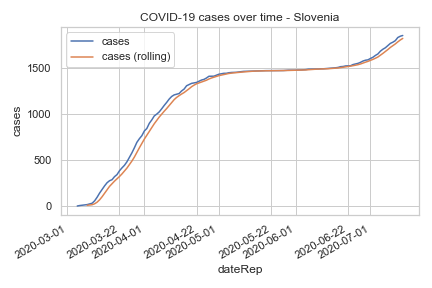 COVID-19 cases over time - Slovenia
cases
cases (rolling)
1500
1000
500
0
cases
2020-03-01
2020-03-22
2020-04-01
2020-04-22
2020-05-01
2020-05-22
2020-06-01
2020-06-22
2020-07-01
dateRep